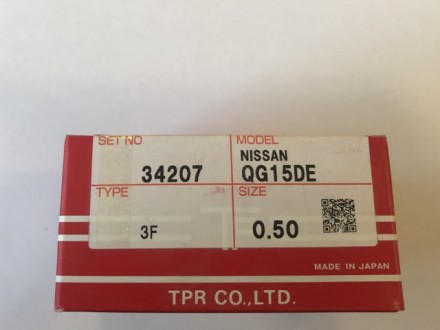 SET NO
MODEL
34207
NISSAN
QG15DE
TYPE
SIZE
3F
0.50
MADE IN JAPAN
TPR CO.,LTD.